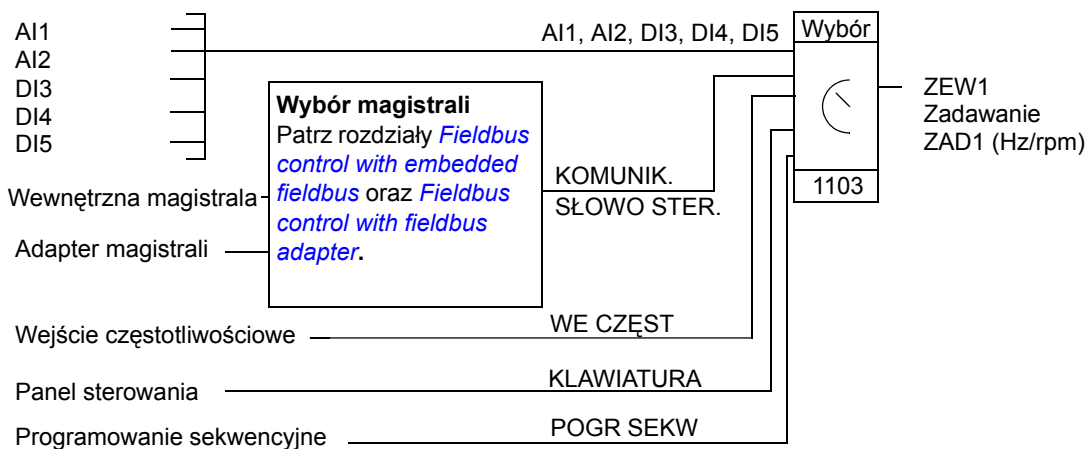 AI1
AI2
DI3
DI4
DI5
AI1, AI2, DI3, DI4, DI5
Wybór
1103
ZEW1
Zadawanie
ZAD1 (Hz/rpm)
Wybór magistrali
Patrz rozdziały Fieldbus
control with embedded
fieldbus oraz Fieldbus
control with fieldbus
adapter.
Wewnętrzna magistrala
Adapter magistrali
KOMUNIK.
SŁOWO STER.
Wejście częstotliwościowe
WE CZĘST
Panel sterowania
KLAWIATURA
Programowanie sekwencyjne
POGR SEKW